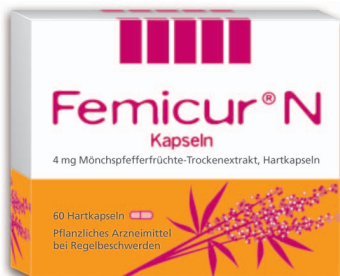 Femicur® N
Kapseln
4 mg Mönchspfefferfrüchte-Trockenextrakt, Hartkapseln
60 Hartkapseln
Pflanzliches Arzneimittel
bei Regelbeschwerden